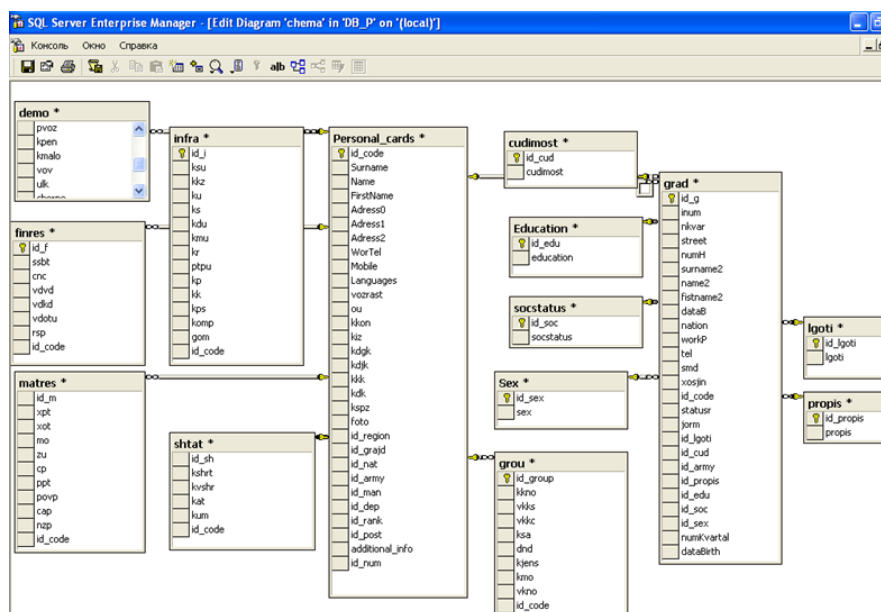 SQL Server Enterprise Manager - [Edit Diagram 'chema' in 'DB_P' on '(local)']
Консоль Окно Справка
alb
demo *
pvoz
kpen
kmalo
vov
ulk
finres *
id_f
ssbt
cnc
vdvd
vdkd
vdotu
rsp
id_code
matres *
id_m
xpt
xot
mo
zu
cp
ppt
povp
cap
nzp
id_code
infra *
id_i
ksu
kkz
ku
ks
kdu
kmu
kr
ptpu
kp
kk
kps
komp
gom
id_code
shtat *
id_sh
kshrt
kvshr
kat
kum
id_code
Personal_cards *
id_code
Surname
Name
FirstName
Adress0
Adress1
Adress2
WorTel
Mobile
Languages
vozrast
ou
kkon
kiz
kdgk
kdjk
kkk
kdk
kspz
foto
id_region
id_grajd
id_nat
id_army
id_man
id_dep
id_rank
id_post
additional_info
id_num
cudimost *
id_cud
cudimost
Education *
id_edu
education
socstatus *
id_soc
socstatus
Sex *
id_sex
sex
grou *
id_group
kkno
vkks
vkkc
ksa
dnd
kjens
kmo
vkno
id_code
grad *
id_g
inum
nkvar
street
numH
surname2
name2
fistname2
dataB
nation
workP
tel
smd
xosjin
id_code
statusr
jorm
id_lgoti
id_cud
id_army
id_propis
id_edu
id_soc
id_sex
numKvartal
dataBirth
lgoti *
id_lgoti
lgoti
propis *
id_propis
propis